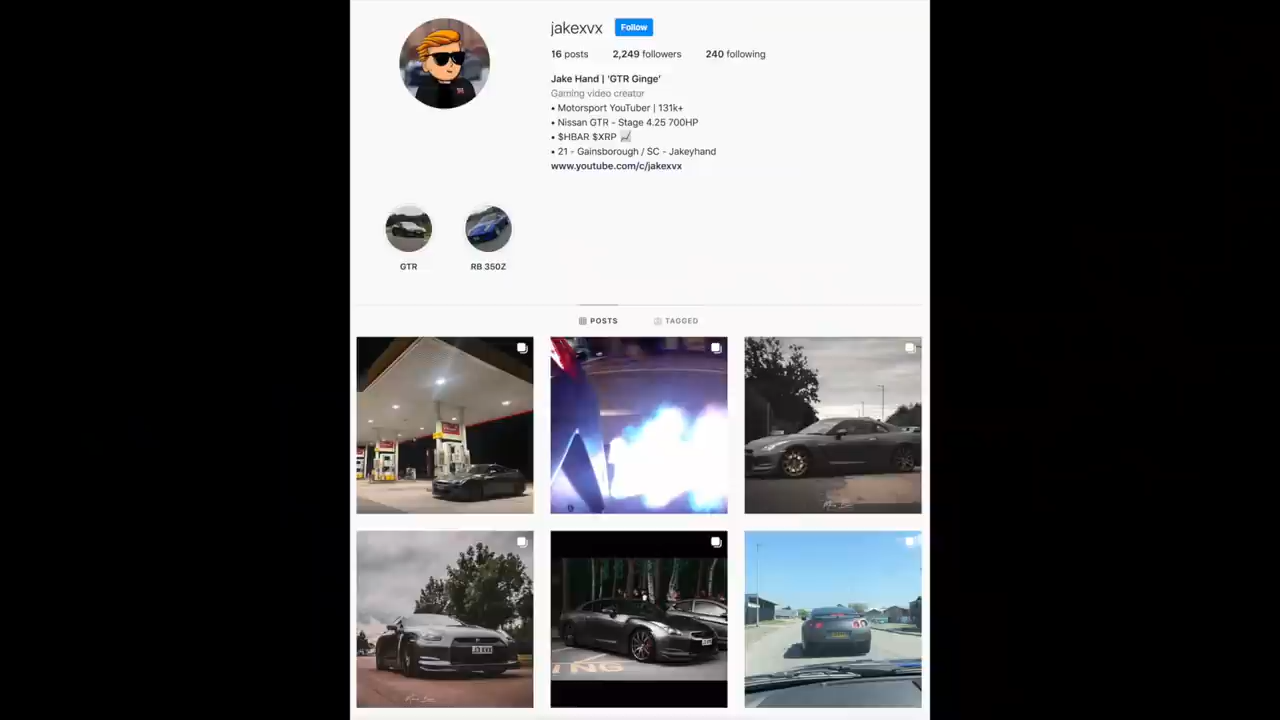 jakexvx Follow
16 posts 2,249 followers 240 following
Jake Hand | 'GTR Ginge'
Gaming video creator
• Motorsport YouTuber | 131k+
• Nissan GTR - Stage 4.25 700HP
• $HBAR $XRP
• 21 - Gainsborough / SC - Jakeyhand
www.youtube.com/c/jakexvx
GTR RB 350Z
POSTS TAGGED